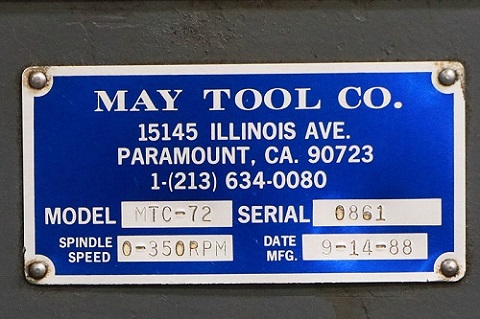 MAY TOOL CO.
15145 ILLINOIS AVE.
PARAMOUNT, CA. 90723
1-(213) 634-0080
MODEL MTC-72 SERIAL 0861
SPINDLE SPEED 0-350RPM DATE MFG. 9-14-88